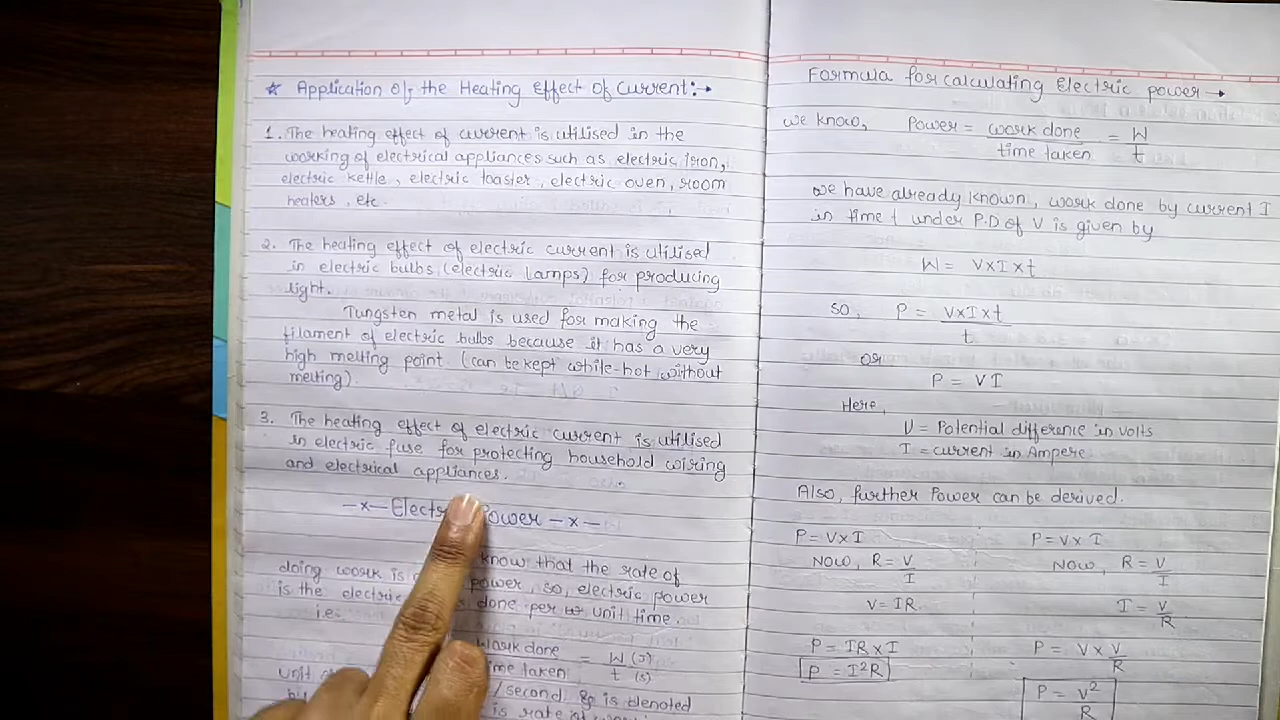 ★ Application of the Heating Effect of Current:→
1. The heating effect of current is utilised in the
working of electrical appliances such as electric iron,
electric kettle, electric toaster, electric oven, room
heaters, etc.
2. The heating effect of electric current is utilised
in electric bulbs (electric lamps) for producing
light.
Tungsten metal is used for making the
filament of electric bulbs because it has a very
high melting point. (can be kept white-hot without
melting).
3. The heating effect of electric current is utilised
in electric fuse for protecting household wiring
and electrical appliances.
-x- Electr Power -x-
know that the rate of
doing work is power, so, electric power
is the electric done per unit time.
i.e.
Work done = W (J)
time taken t (s)
unit /second. & is denoted
by is rate of
Formula for calculating Electric power →
we know, Power = work done = W
time taken t
we have already known, work done by current I
in time t under P.D of V is given by
W = V×I×t
so, P = V×I×t
t
or
P = VI
Here,
V = Potential difference in volts
I = current in Ampere
Also, further Power can be derived.
P = V×I P = V×I
Now, R = V Now, R = V
I I
V = IR I = V
R
P = IR×I P = V×V
R
P = I²R P = V²
R